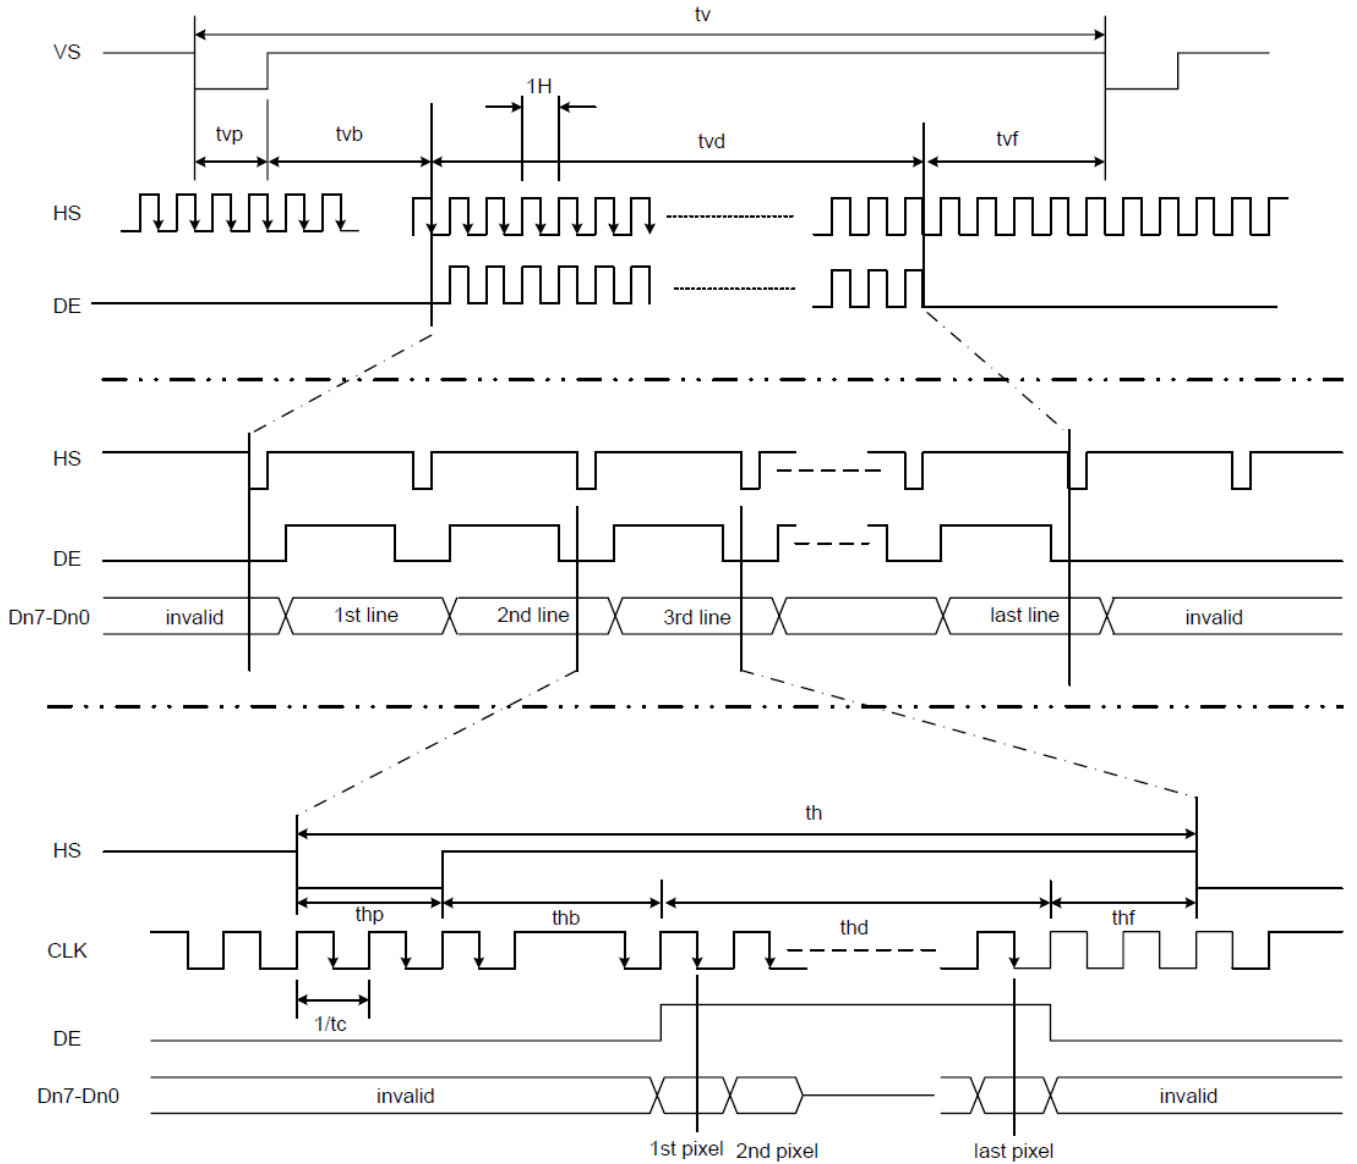 tv
VS
1H
tvp
tvb
tvd
tvf
HS
DE
HS
DE
Dn7-Dn0
invalid
1st line
2nd line
3rd line
last line
invalid
th
HS
thp
thb
thd
thf
CLK
1/tc
DE
Dn7-Dn0
invalid
invalid
1st pixel
2nd pixel
last pixel